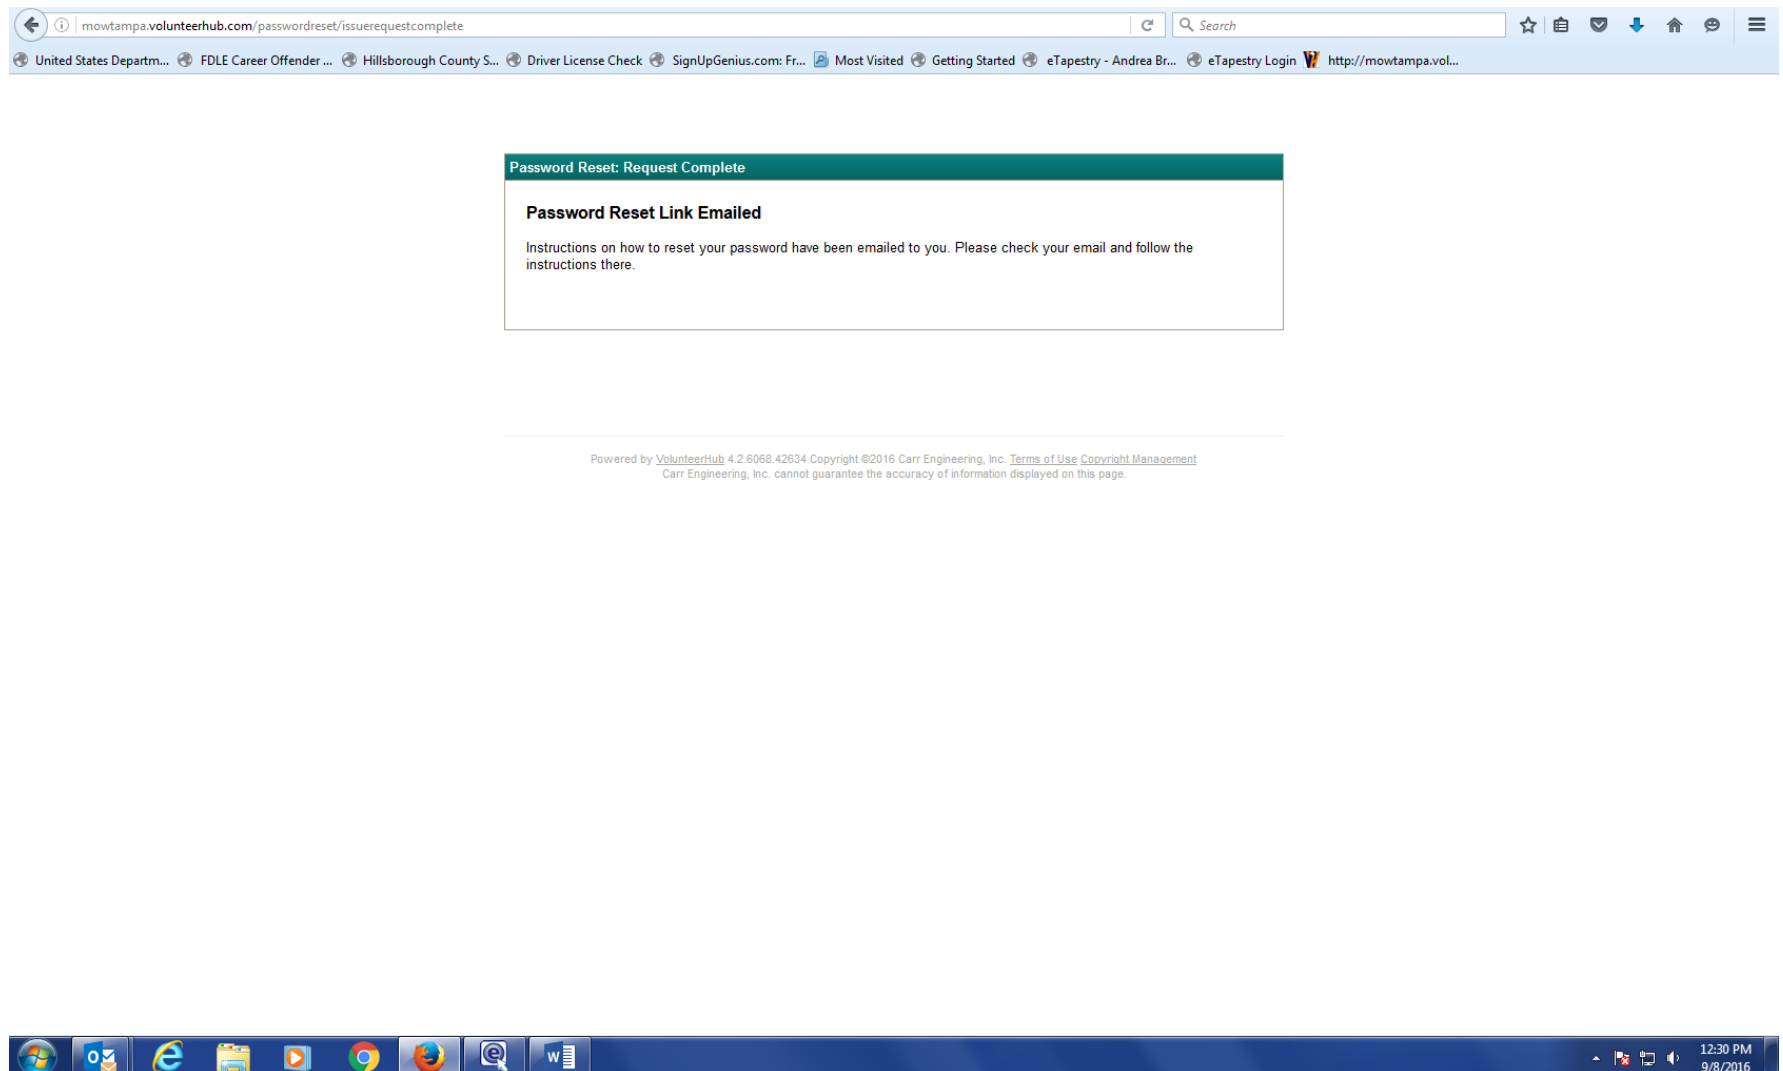 mowtampa.volunteerhub.com/passwordreset/issuerequestcomplete Search
United States Departm... FDLE Career Offender ... Hillsborough County S... Driver License Check SignUpGenius.com: Fr... Most Visited Getting Started eTapestry - Andrea Br... eTapestry Login http://mowtampa.vol...
Password Reset: Request Complete
Password Reset Link Emailed
Instructions on how to reset your password have been emailed to you. Please check your email and follow the
instructions there.
Powered by VolunteerHub 4.2.6068.42634 Copyright ©2016 Carr Engineering, Inc. Terms of Use Copyright Management
Carr Engineering, Inc. cannot guarantee the accuracy of information displayed on this page.
12:30 PM
9/8/2016